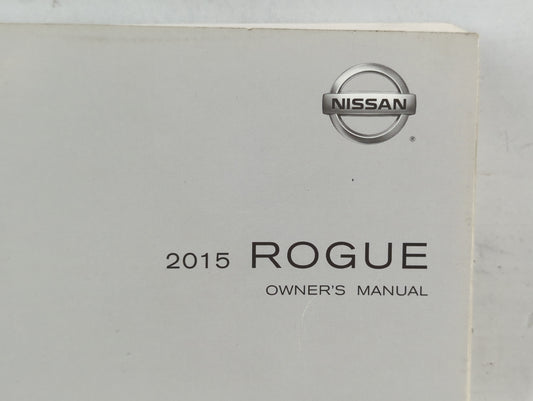 NISSAN
®
2015 ROGUE
OWNER'S MANUAL